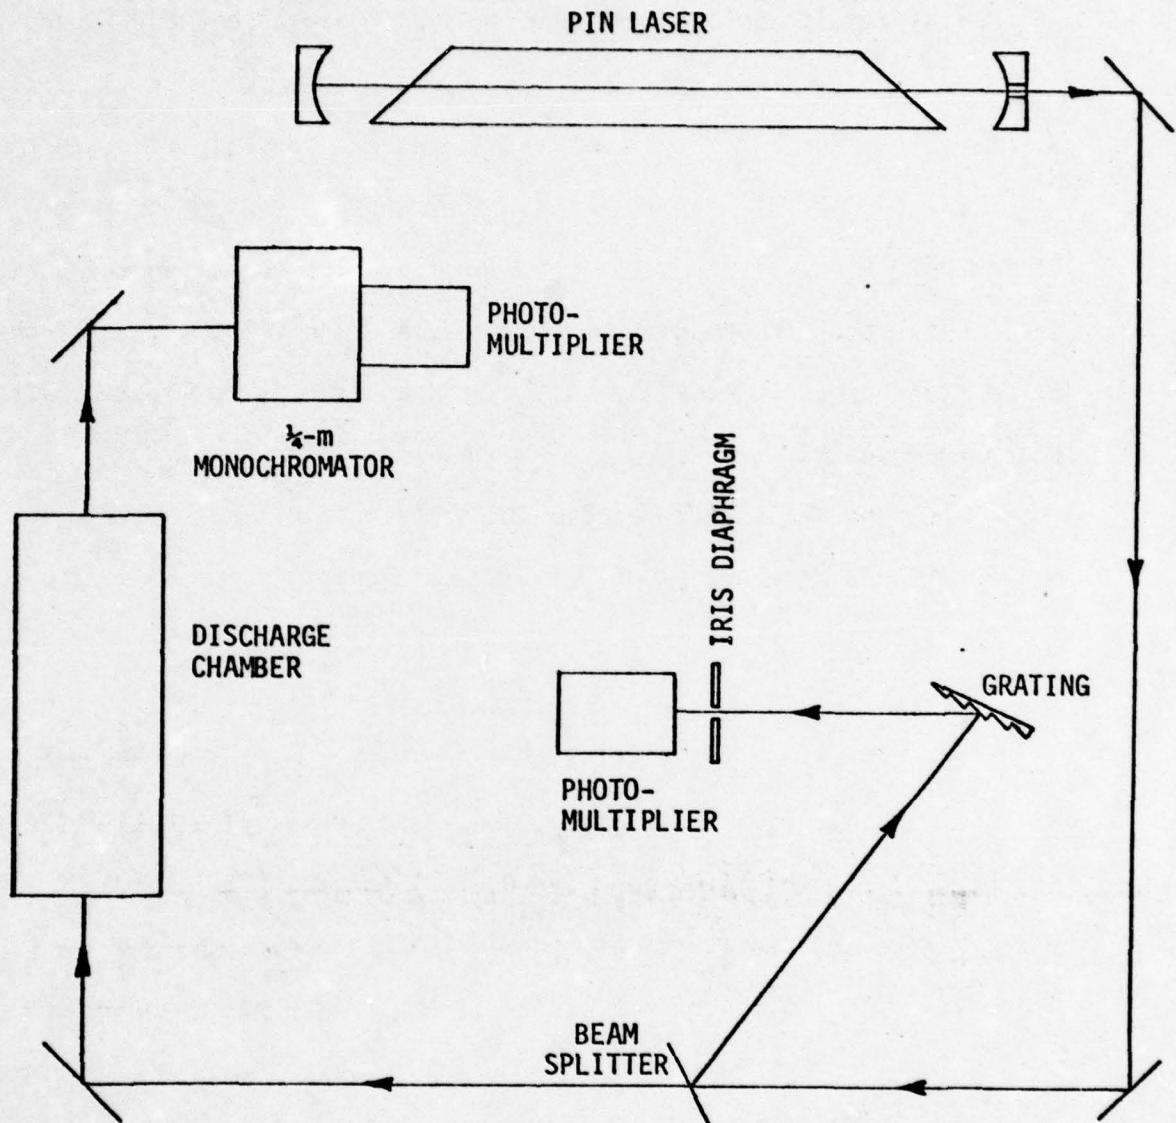 PIN LASER
PHOTO-
MULTIPLIER
¼-m
MONOCHROMATOR
IRIS DIAPHRAGM
DISCHARGE
CHAMBER
GRATING
PHOTO-
MULTIPLIER
BEAM
SPLITTER